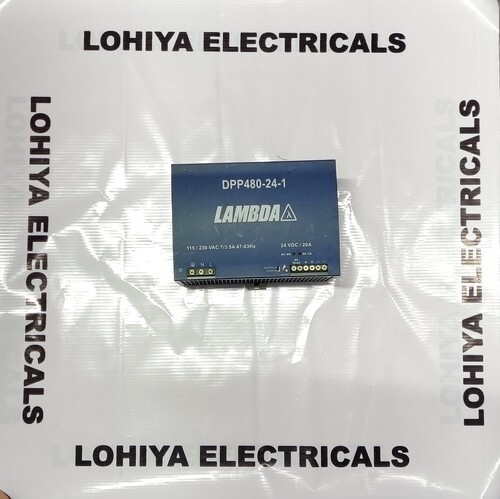 LOHIYA ELECTRICALS
LOHIYA ELECTRICALS
DPP480-24-1
LAMBDA
115 / 230 VAC 7/3.5A 47-63Hz
24 VDC / 20A
N L
LOHIYA ELECTRICALS
LOHIYA ELECTRICALS